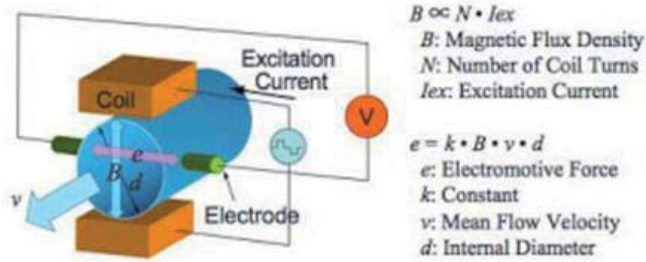 Excitation
Current
Coil
V
e
B
d
v
Electrode
B ∝ N • Iex
B: Magnetic Flux Density
N: Number of Coil Turns
Iex: Excitation Current
e = k • B • v • d
e: Electromotive Force
k: Constant
v: Mean Flow Velocity
d: Internal Diameter